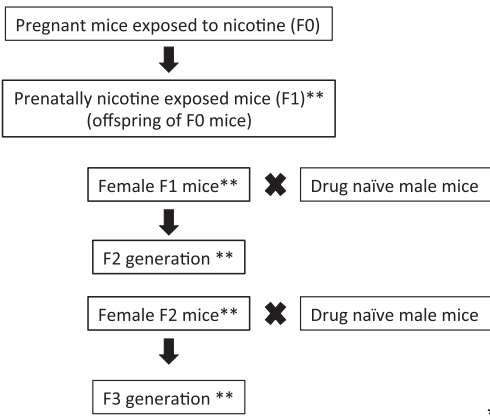 Pregnant mice exposed to nicotine (F0)
Prenatally nicotine exposed mice (F1)**
(offspring of F0 mice)
Female F1 mice** Drug naïve male mice
F2 generation **
Female F2 mice** Drug naïve male mice
F3 generation **